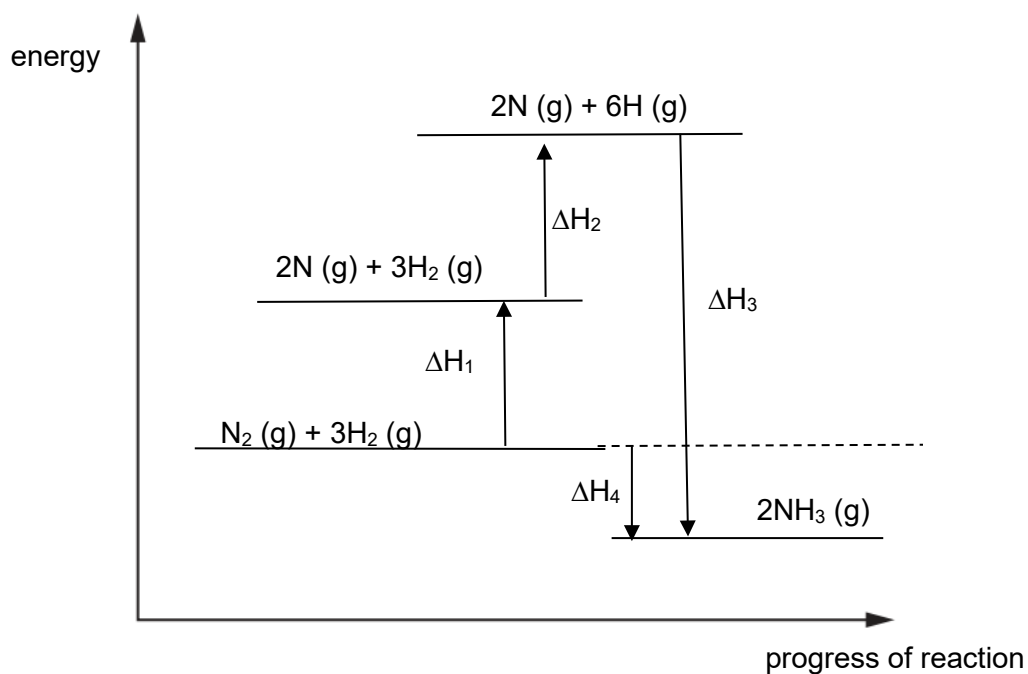 energy
2N (g) + 6H (g)
ΔH₂
2N (g) + 3H₂ (g)
ΔH₃
ΔH₁
N₂ (g) + 3H₂ (g)
ΔH₄
2NH₃ (g)
progress of reaction